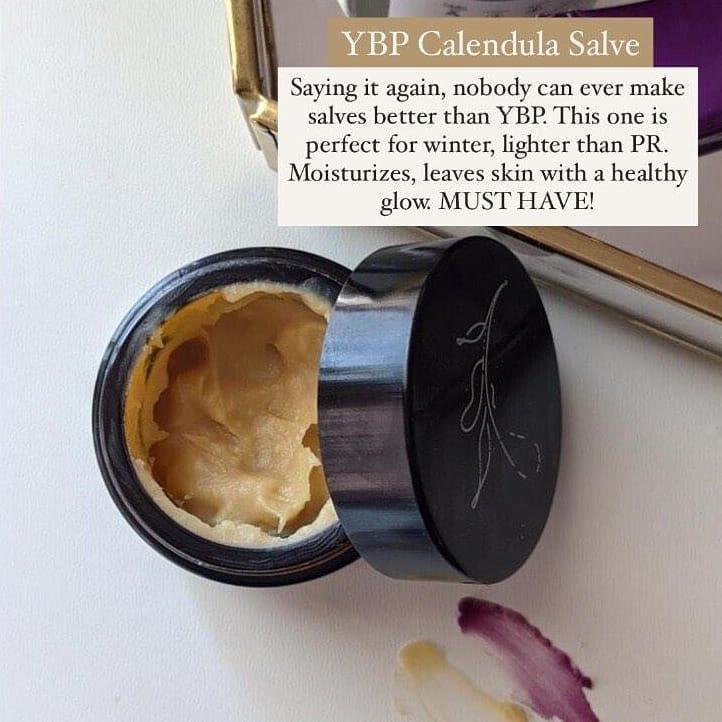 YBP Calendula Salve
Saying it again, nobody can ever make
salves better than YBP. This one is
perfect for winter, lighter than PR.
Moisturizes, leaves skin with a healthy
glow. MUST HAVE!